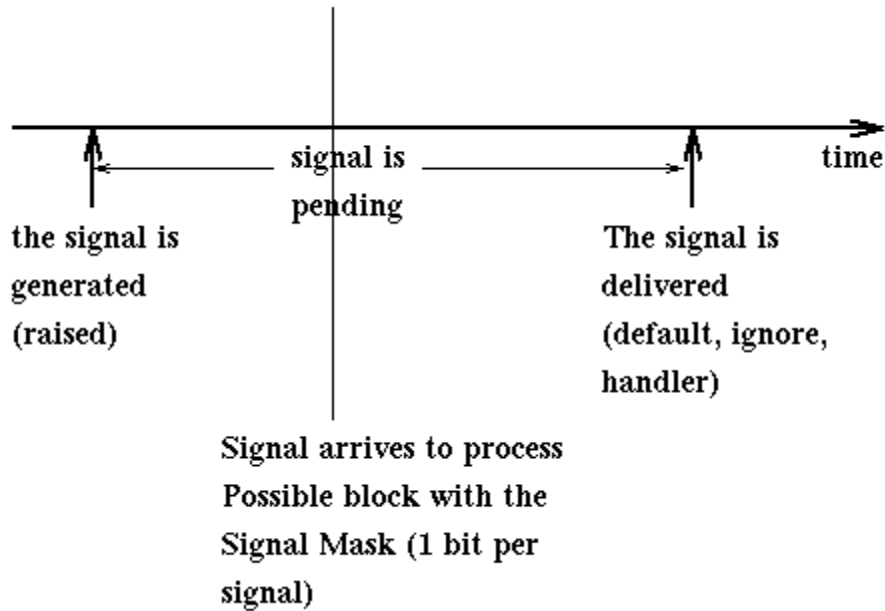 signal is
pending
time
the signal is
generated
(raised)
The signal is
delivered
(default, ignore,
handler)
Signal arrives to process
Possible block with the
Signal Mask (1 bit per
signal)